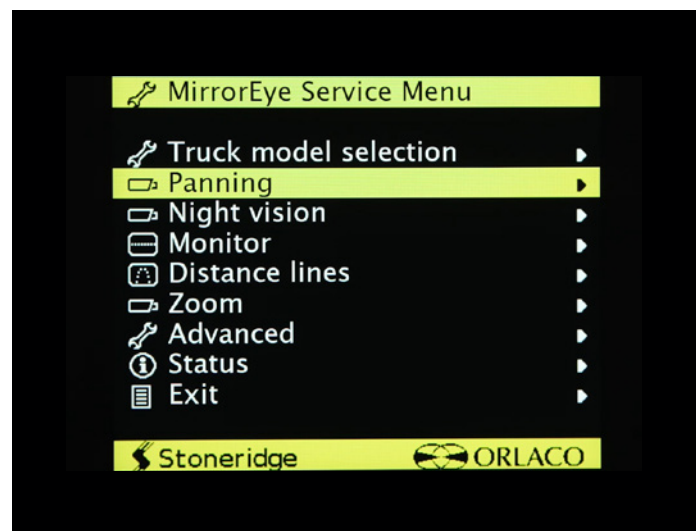 MirrorEye Service Menu
Truck model selection
Panning
Night vision
Monitor
Distance lines
Zoom
Advanced
Status
Exit
Stoneridge ORLACO